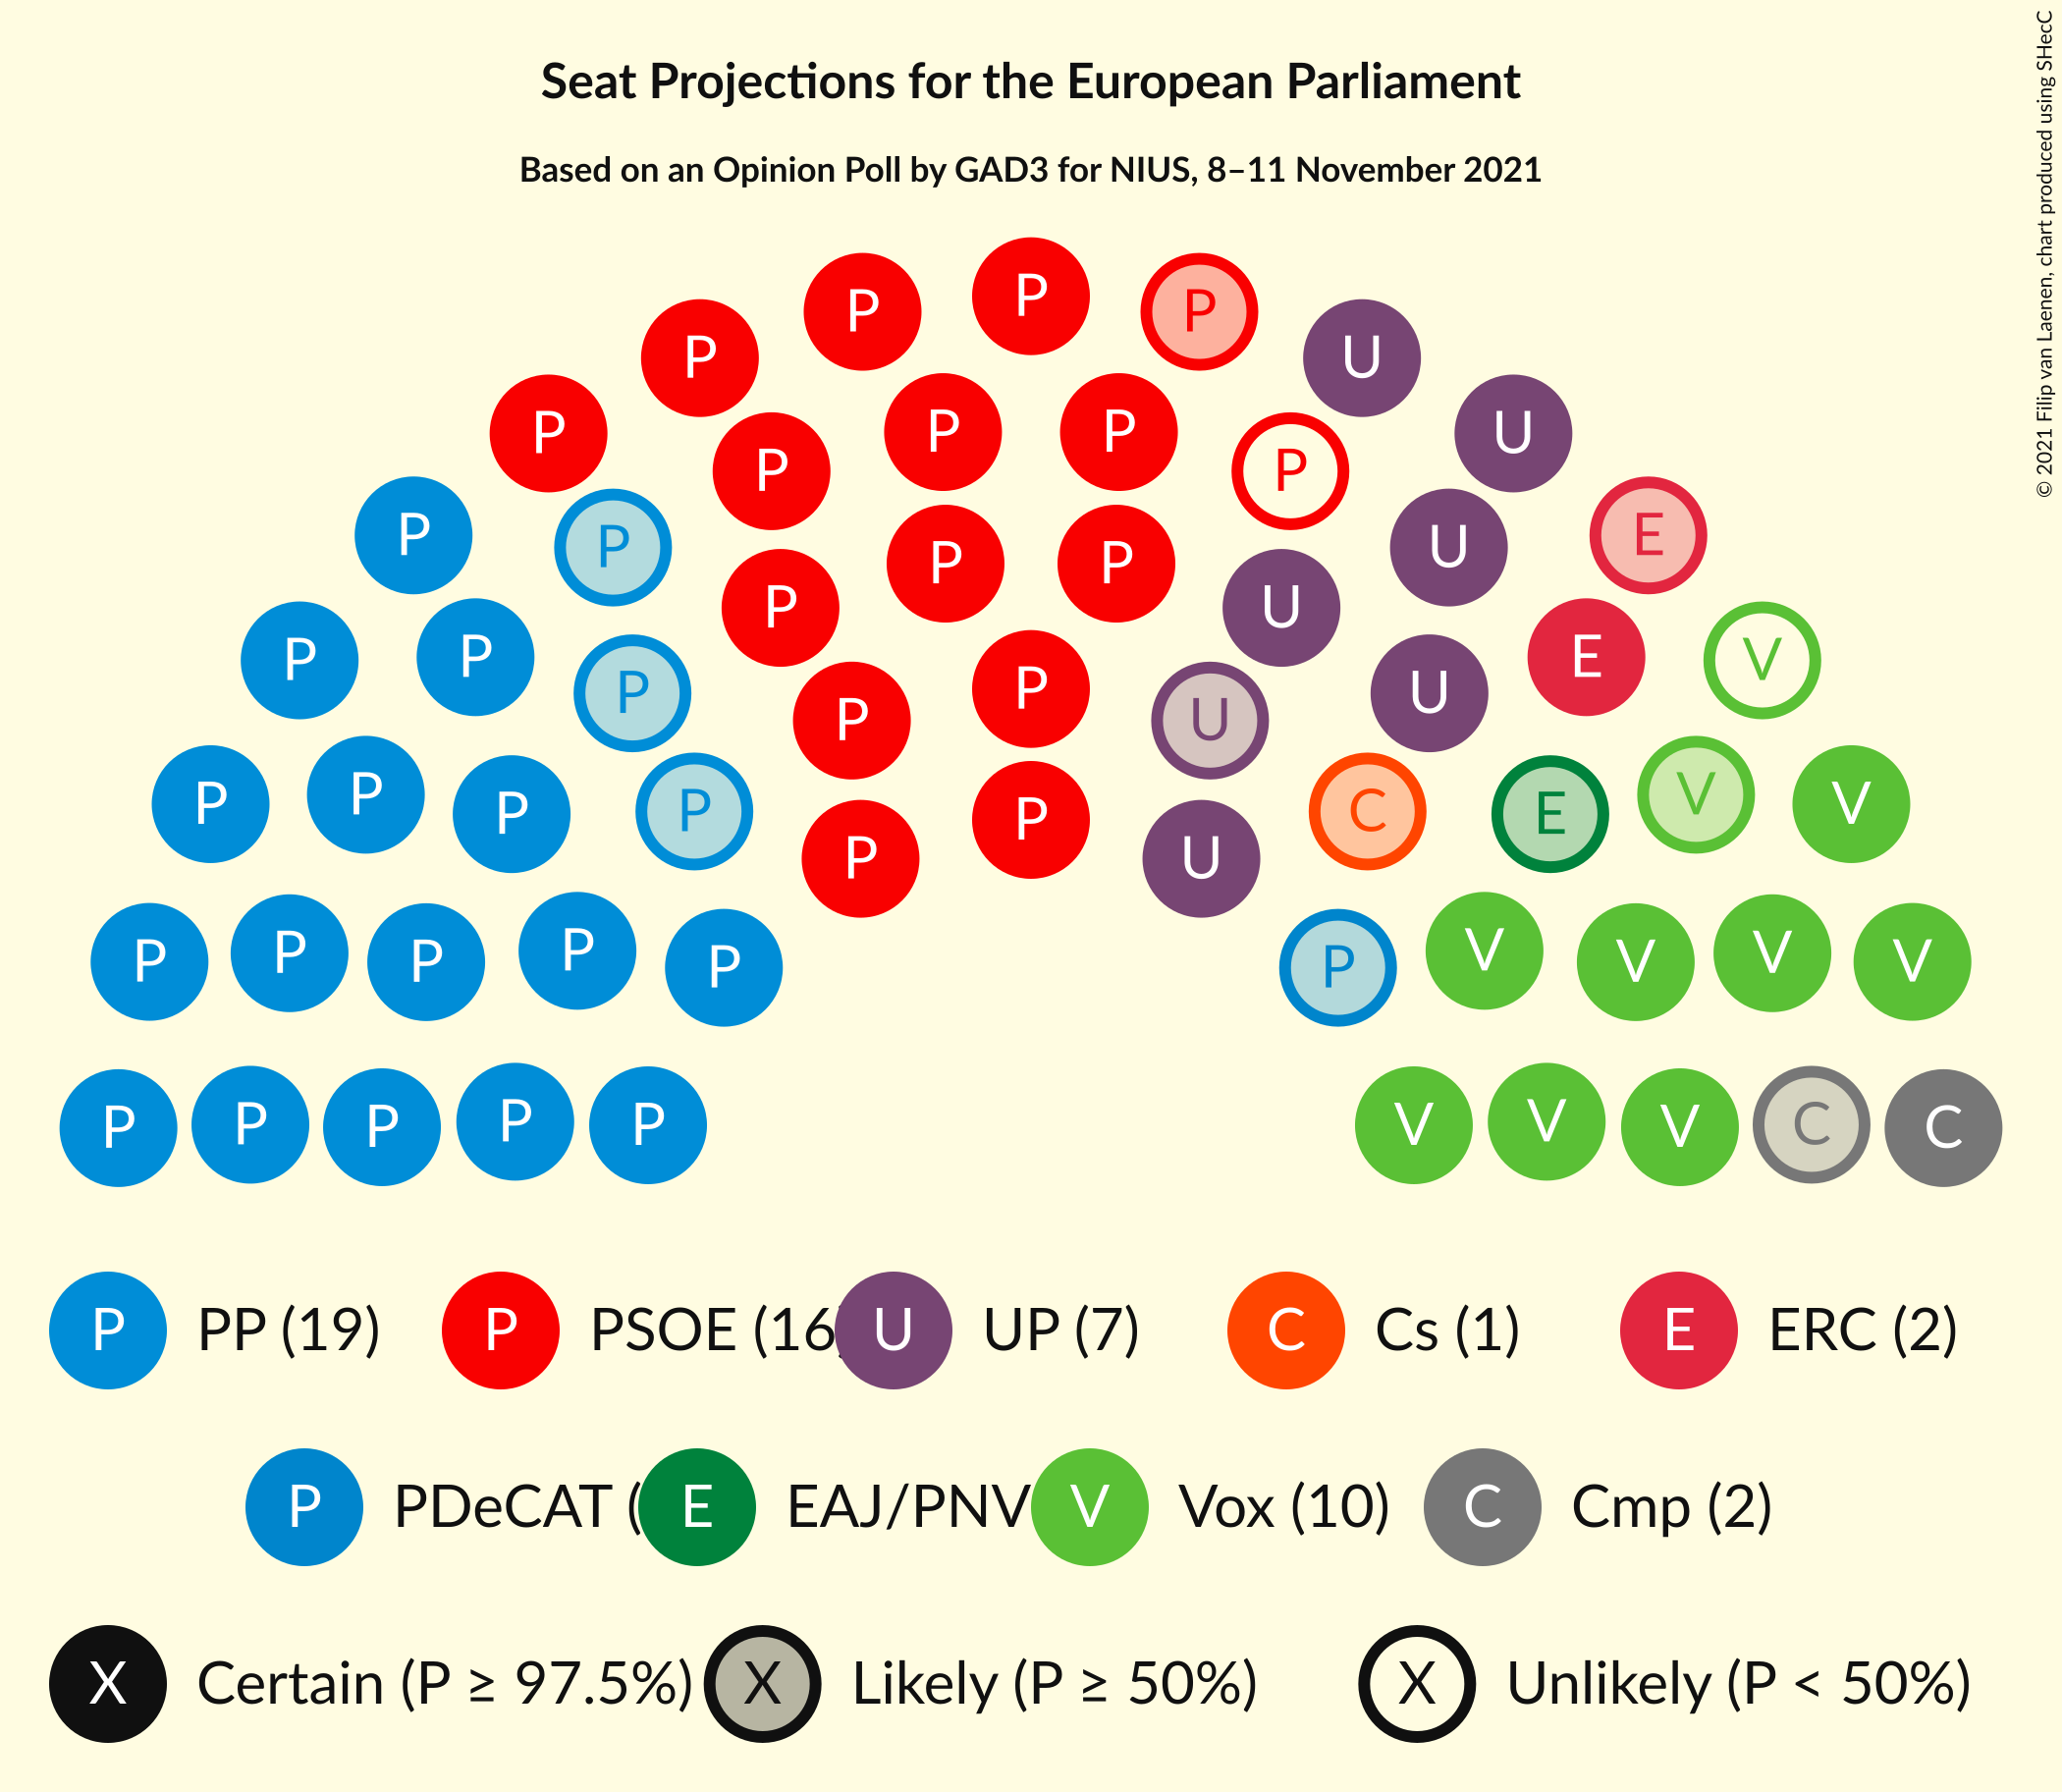 Seat Projections for the European Parliament
Based on an Opinion Poll by GAD3 for NIUS, 8–11 November 2021
© 2021 Filip van Laenen, chart produced using SHecC
P
P P
P U
P P P U
P P
P E
P P P U
P U
P P E V
P P U
P U
P P P P P C E V V
P U
P P P P P P V V V V
P P P P P V V V C C
P PP (19) P PSOE (16 U UP (7) C Cs (1) E ERC (2)
P PDeCAT ( E EAJ/PNV V Vox (10) C Cmp (2)
X Certain (P ≥ 97.5%) X Likely (P ≥ 50%) X Unlikely (P < 50%)